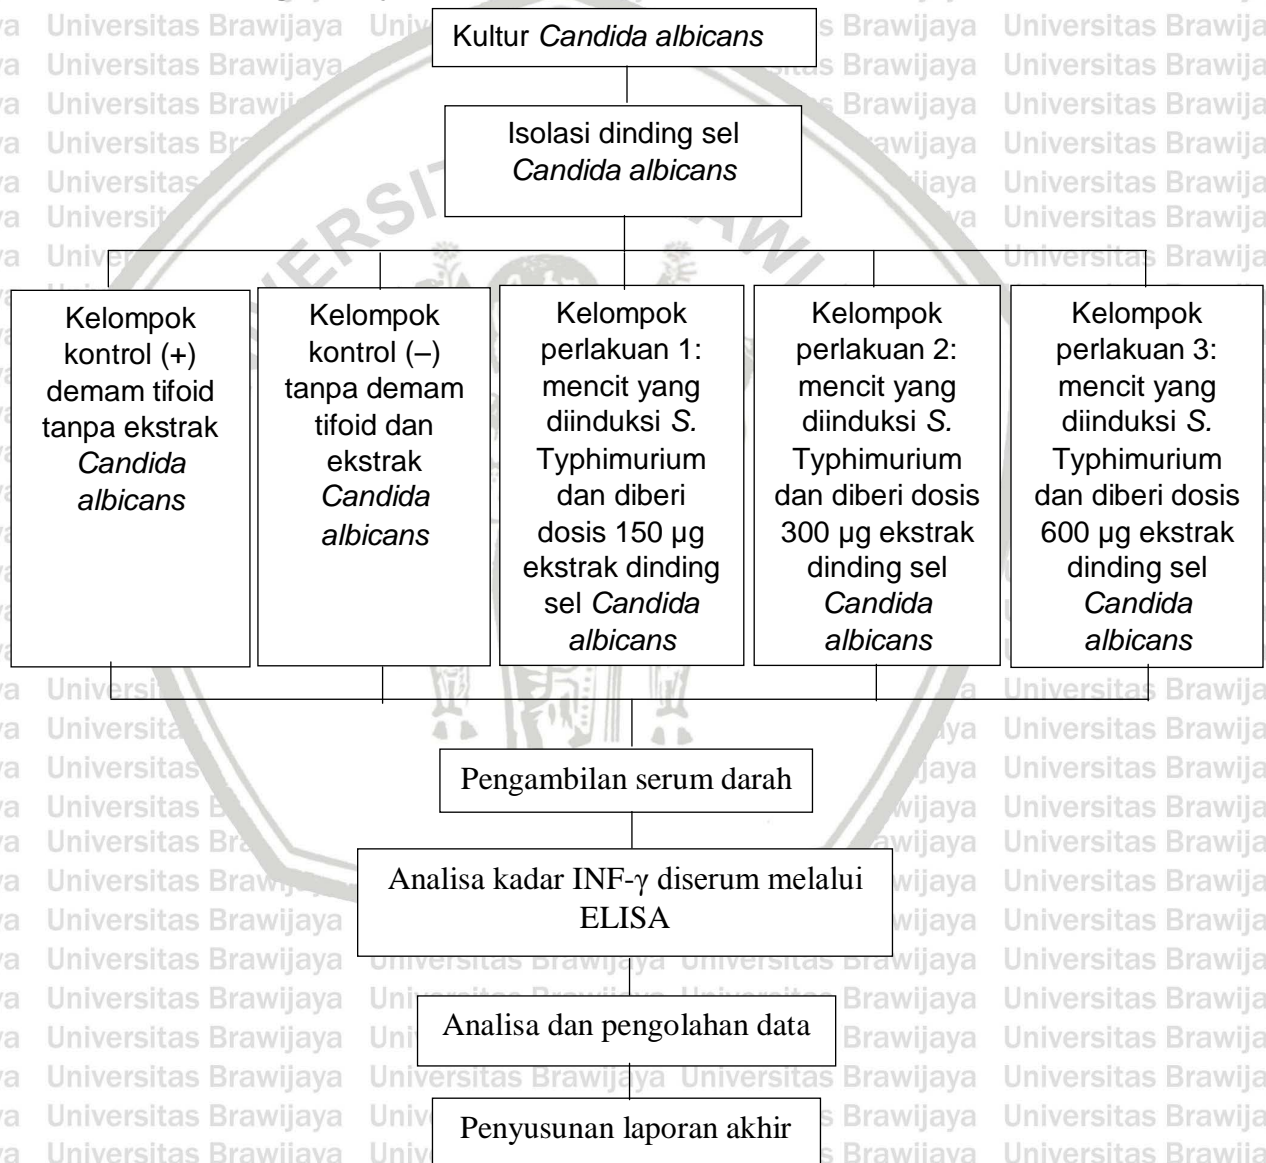 Kultur Candida albicans
Isolasi dinding sel
Candida albicans
Kelompok
kontrol (+)
demam tifoid
tanpa ekstrak
Candida
albicans
Kelompok
kontrol (–)
tanpa demam
tifoid dan
ekstrak
Candida
albicans
Kelompok
perlakuan 1:
mencit yang
diinduksi S.
Typhimurium
dan diberi
dosis 150 µg
ekstrak dinding
sel Candida
albicans
Kelompok
perlakuan 2:
mencit yang
diinduksi S.
Typhimurium
dan diberi dosis
300 µg ekstrak
dinding sel
Candida
albicans
Kelompok
perlakuan 3:
mencit yang
diinduksi S.
Typhimurium
dan diberi dosis
600 µg ekstrak
dinding sel
Candida
albicans
Pengambilan serum darah
Analisa kadar INF-γ diserum melalui
ELISA
Analisa dan pengolahan data
Penyusunan laporan akhir